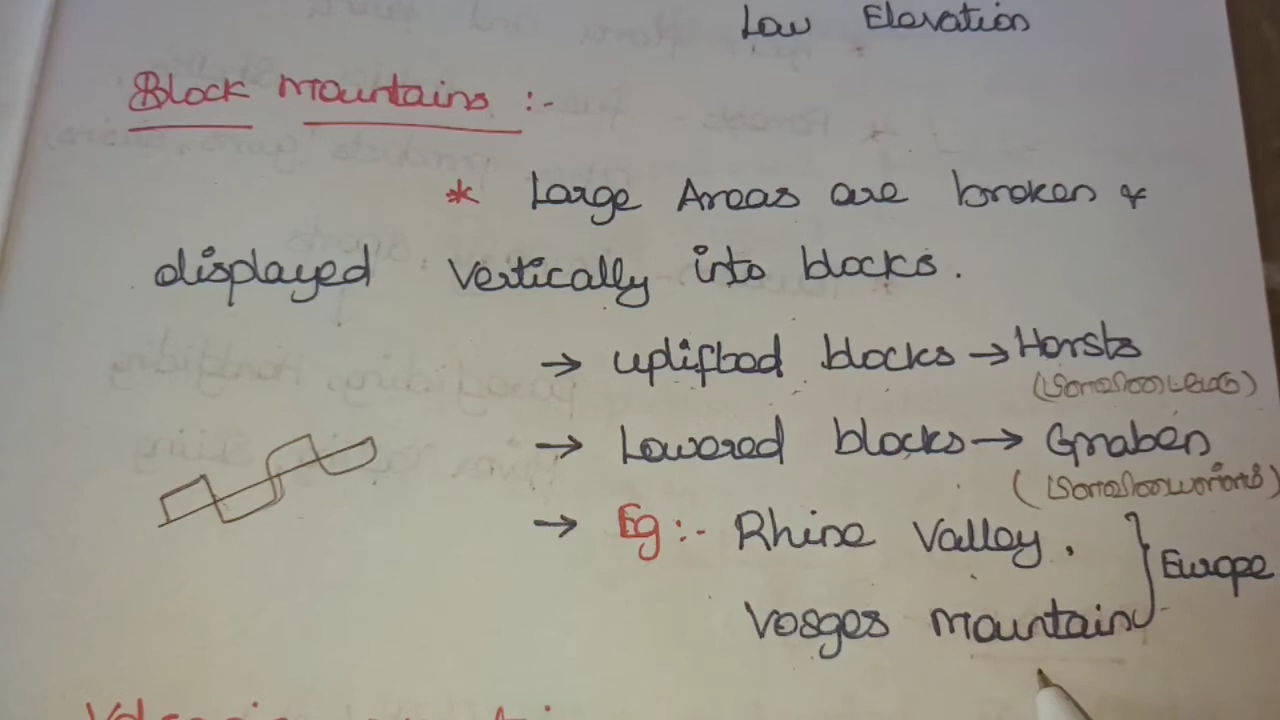 Low Elevation
Block Mountains :-
* Large Areas are broken &
displayed vertically into blocks.
→ uplifted blocks → Horsts
→ Lowered blocks → Graben
→ Eg :- Rhine Valley.
Vosges Mountain } Europe